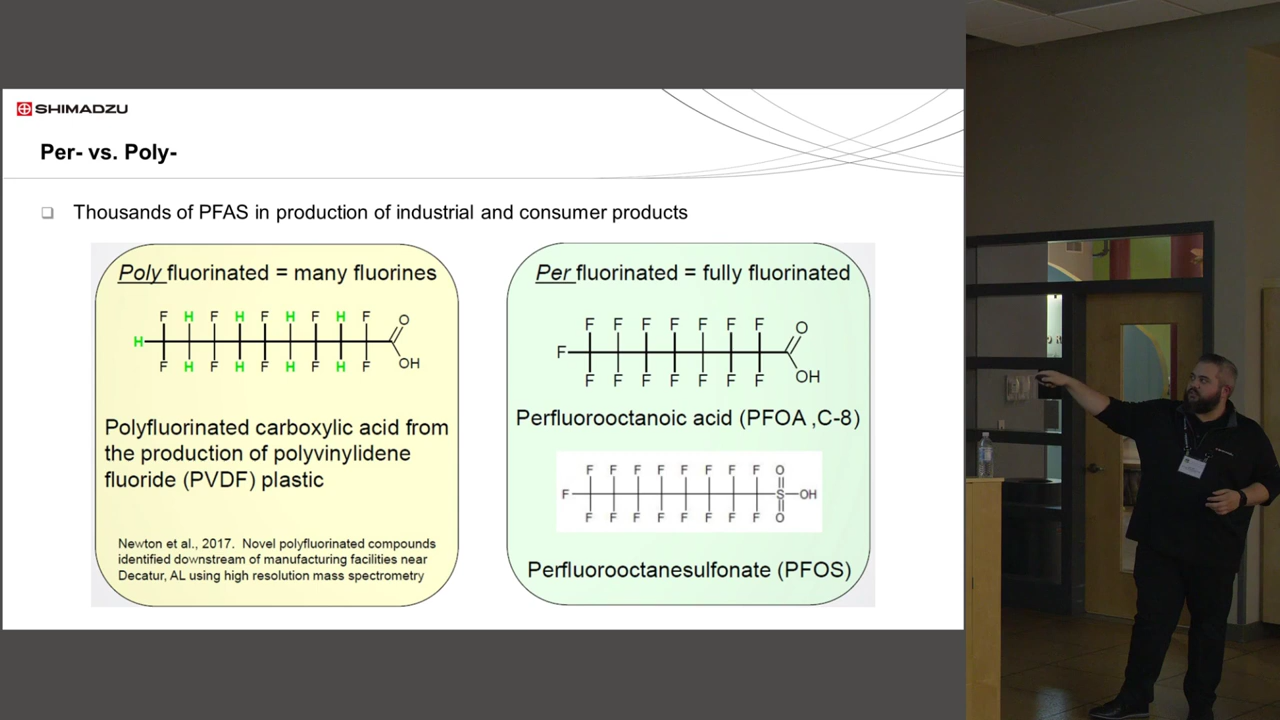 SHIMADZU
Per- vs. Poly-
Thousands of PFAS in production of industrial and consumer products
Poly fluorinated = many fluorines
F H F H F H F H F O
H
F H F H F H F H F OH
Polyfluorinated carboxylic acid from
the production of polyvinylidene
fluoride (PVDF) plastic
Newton et al., 2017. Novel polyfluorinated compounds
identified downstream of manufacturing facilities near
Decatur, AL using high resolution mass spectrometry
Per fluorinated = fully fluorinated
F F F F F F F O
F
F F F F F F F OH
Perfluorooctanoic acid (PFOA ,C-8)
F F F F F F F F O
F S OH
F F F F F F F F O
Perfluorooctanesulfonate (PFOS)